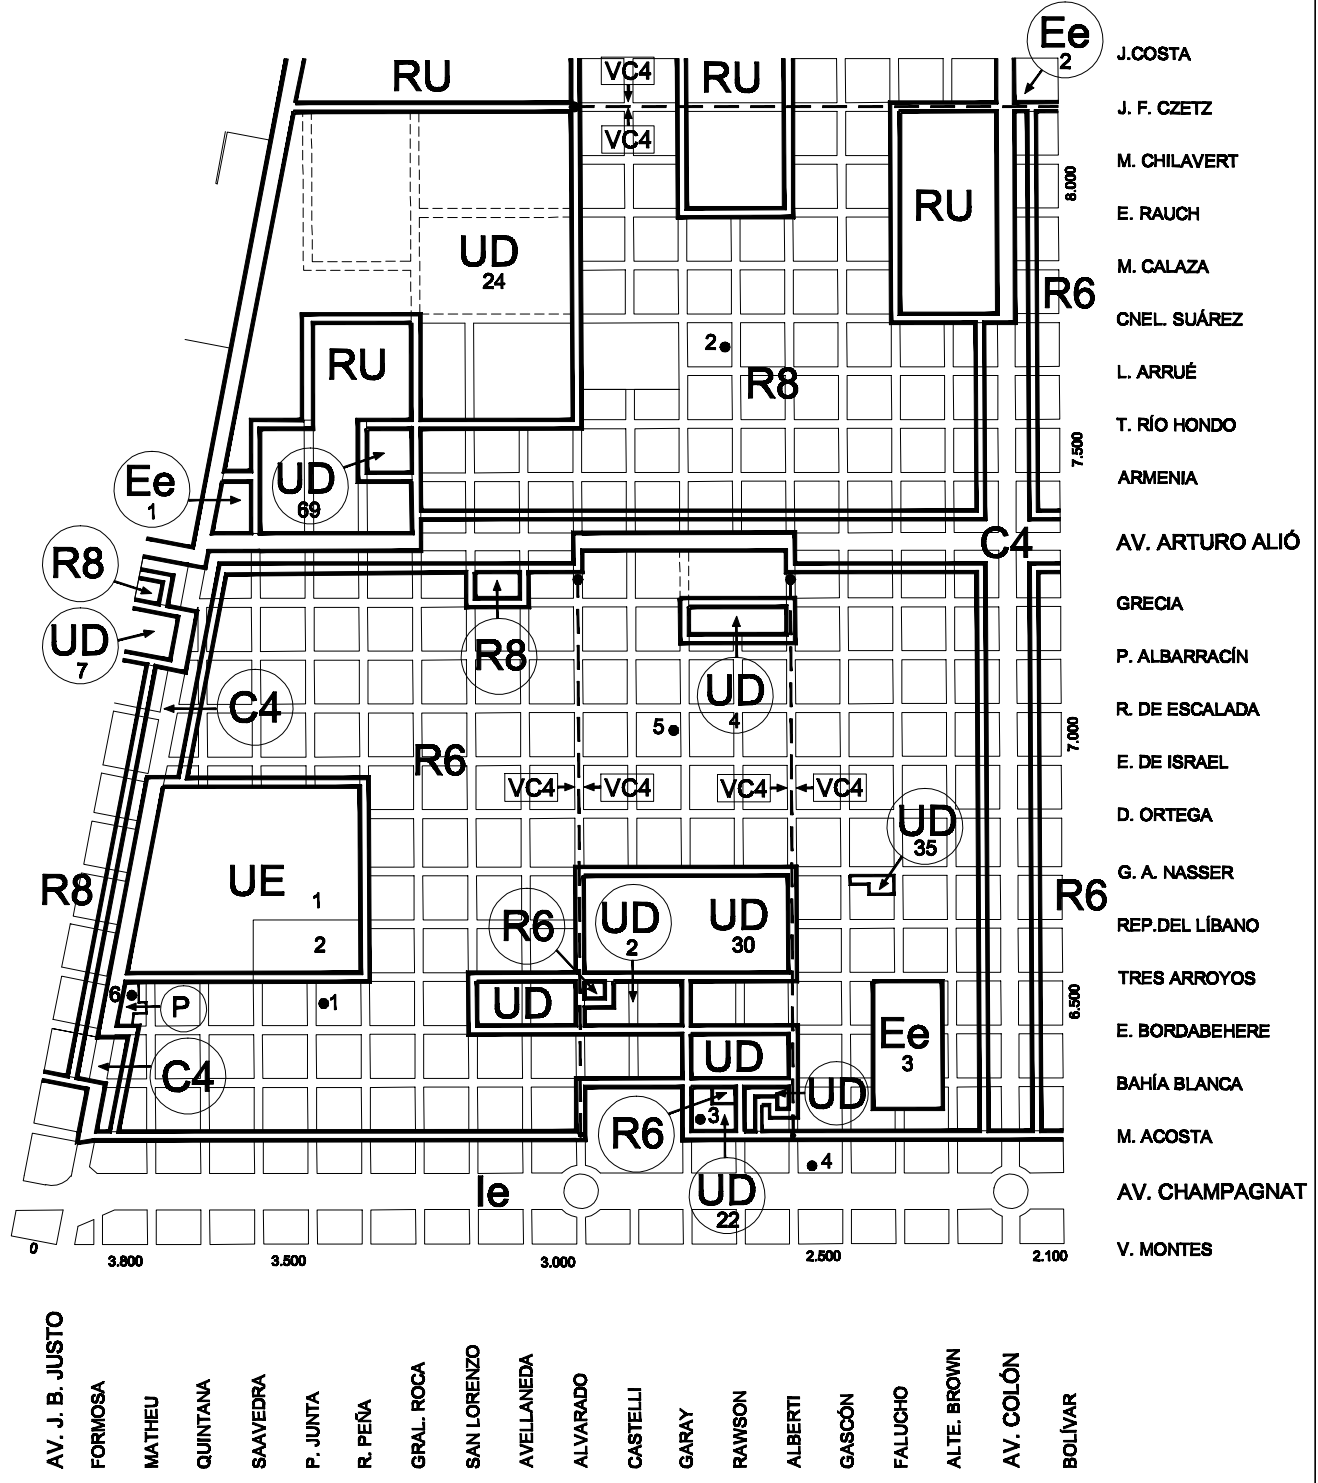 Ee
2
J.COSTA
RU
VC4
RU
J. F. CZETZ
VC4
M. CHILAVERT
8.000
RU
E. RAUCH
UD
24
M. CALAZA
R6
CNEL. SUÁREZ
2
RU
R8
L. ARRUÉ
T. RÍO HONDO
7.500
UD
69
Ee
1
ARMENIA
C4
AV. ARTURO ALIÓ
R8
GRECIA
UD
7
R8
P. ALBARRACÍN
UD
4
C4
R. DE ESCALADA
5
7.000
R6
E. DE ISRAEL
VC4
VC4
VC4
VC4
D. ORTEGA
UD
35
UE
1
2
R8
G. A. NASSER
R6
R6
UD
2
UD
30
REP.DEL LÍBANO
TRES ARROYOS
6
P
1
UD
6.500
E. BORDABEHERE
Ee
3
UD
C4
BAHÍA BLANCA
UD
3
R6
M. ACOSTA
4
Ie
UD
22
AV. CHAMPAGNAT
0
3.800
3.500
3.000
2.500
2.100
V. MONTES
AV. J. B. JUSTO
FORMOSA
MATHEU
QUINTANA
SAAVEDRA
P. JUNTA
R. PEÑA
GRAL. ROCA
SAN LORENZO
AVELLANEDA
ALVARADO
CASTELLI
GARAY
RAWSON
ALBERTI
GASCÓN
FALUCHO
ALTE. BROWN
AV. COLÓN
BOLÍVAR